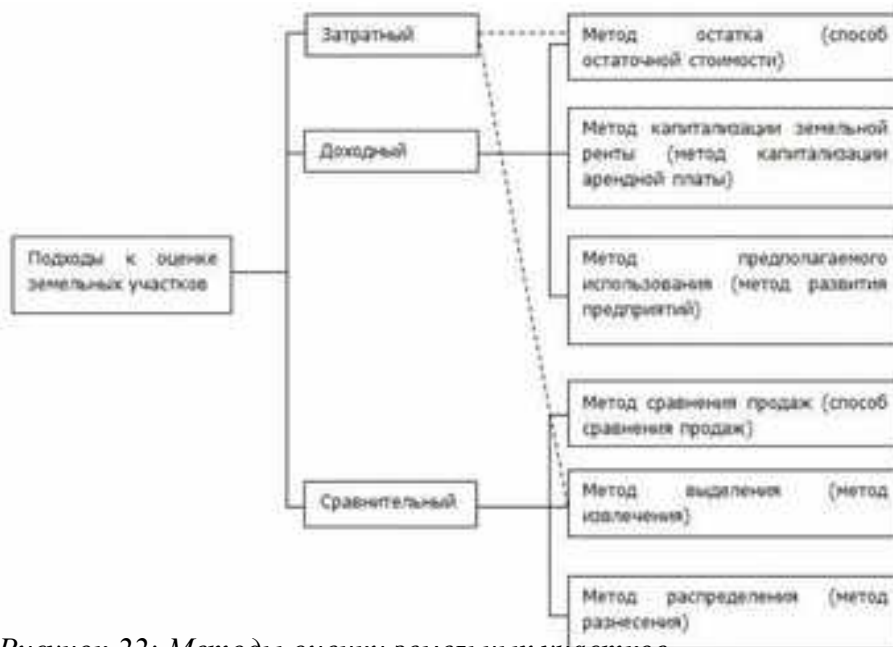 Затратный
Метод остатка (способ
остаточной стоимости)
Доходный
Метод капитализации земельной
ренты (метод капитализации
арендной платы)
Подходы к оценке
земельных участков
Метод предполагаемого
использования (метод развития
предприятий)
Метод сравнения продаж (способ
сравнения продаж)
Сравнительный
Метод выделения (метод
извлечения)
Метод распределения (метод
разнесения)
Рисунок 22: Методы оценки земельных участков